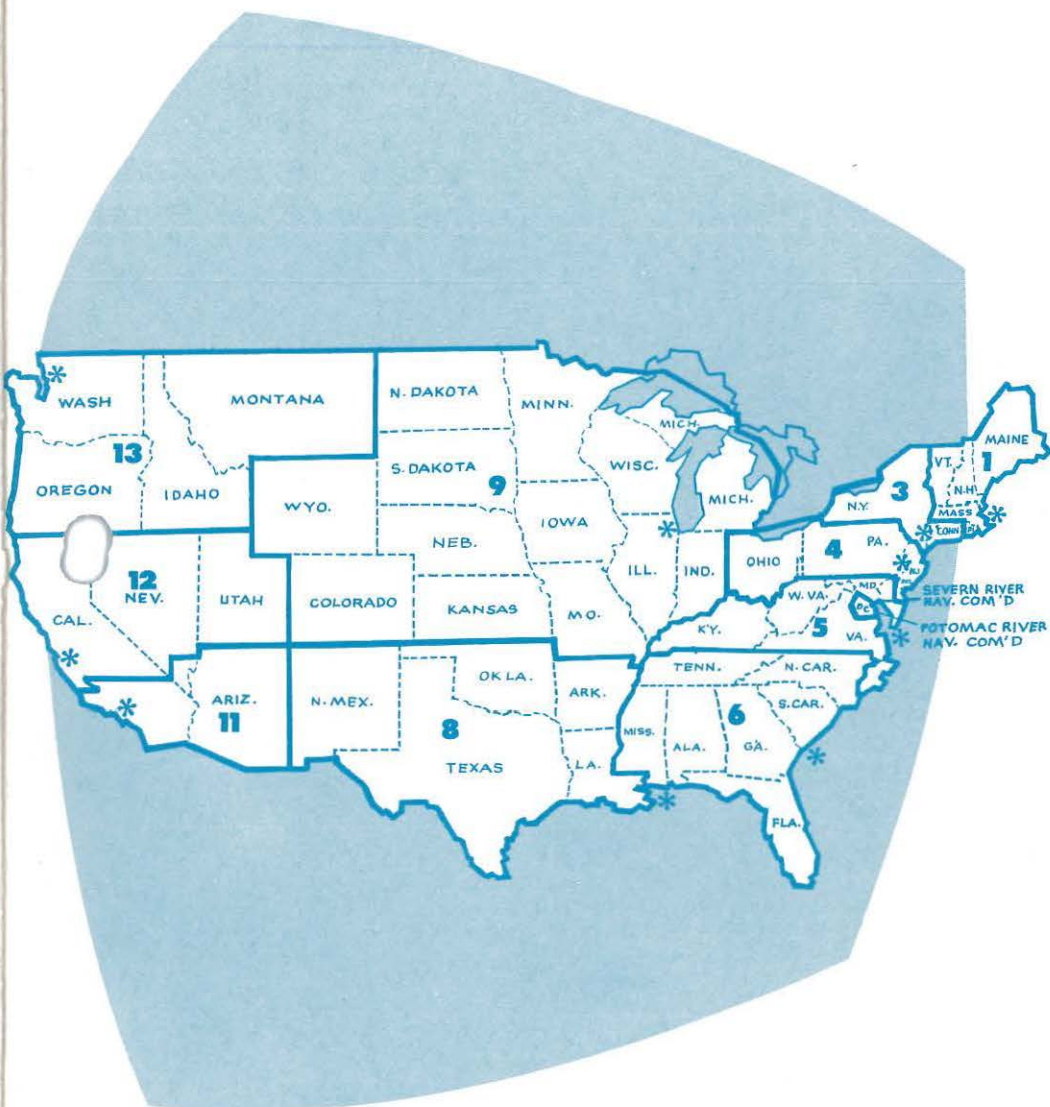 WASH
MONTANA
N. DAKOTA
MINN.
MICH.
MAINE
13
VT.
1
OREGON
IDAHO
S. DAKOTA
9
WISC.
MICH.
N.Y.
3
N.H.
MASS
CONN
WYO.
IOWA
NEB.
OHIO
4
PA.
12
NEV.
UTAH
COLORADO
KANSAS
ILL.
IND.
MO.
W. VA.
MD.
D.C.
SEVERN RIVER
NAV. COM'D
CAL.
KY.
5
VA.
POTOMAC RIVER
NAV. COM'D
TENN.
N. CAR.
ARIZ.
11
N. MEX.
OKLA.
ARK.
S. CAR.
8
TEXAS
LA.
MISS.
ALA.
6
GA.
FLA.